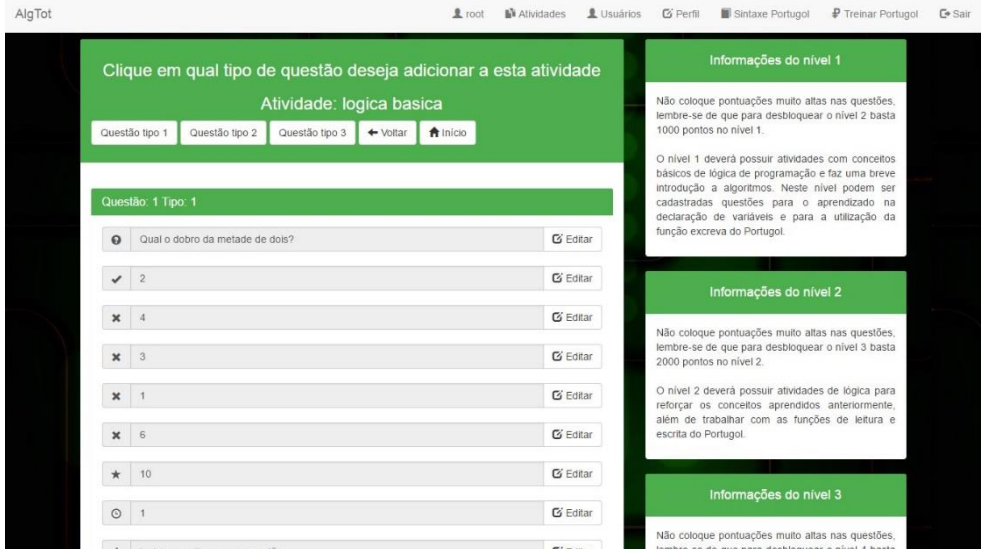 AlgTot
root Atividades Usuários Perfil Sintaxe Portugol Treinar Portugol Sair
Clique em qual tipo de questão deseja adicionar a esta atividade
Atividade: logica basica
Questão tipo 1 Questão tipo 2 Questão tipo 3 Voltar Início
Questão: 1 Tipo: 1
Qual o dobro da metade de dois? Editar
2 Editar
4 Editar
3 Editar
1 Editar
6 Editar
10 Editar
1 Editar
Informações do nível 1
Não coloque pontuações muito altas nas questões,
lembre-se de que para desbloquear o nível 2 basta
1000 pontos no nível 1.
O nível 1 deverá possuir atividades com conceitos
básicos de lógica de programação e faz uma breve
introdução a algoritmos. Neste nível podem ser
cadastradas questões para o aprendizado na
declaração de variáveis e para a utilização da
função excreva do Portugol.
Informações do nível 2
Não coloque pontuações muito altas nas questões,
lembre-se de que para desbloquear o nível 3 basta
2000 pontos no nível 2.
O nível 2 deverá possuir atividades de lógica para
reforçar os conceitos aprendidos anteriormente,
além de trabalhar com as funções de leitura e
escrita do Portugol.
Informações do nível 3
Não coloque pontuações muito altas nas questões,
lembre-se de que para desbloquear o nível 4 basta